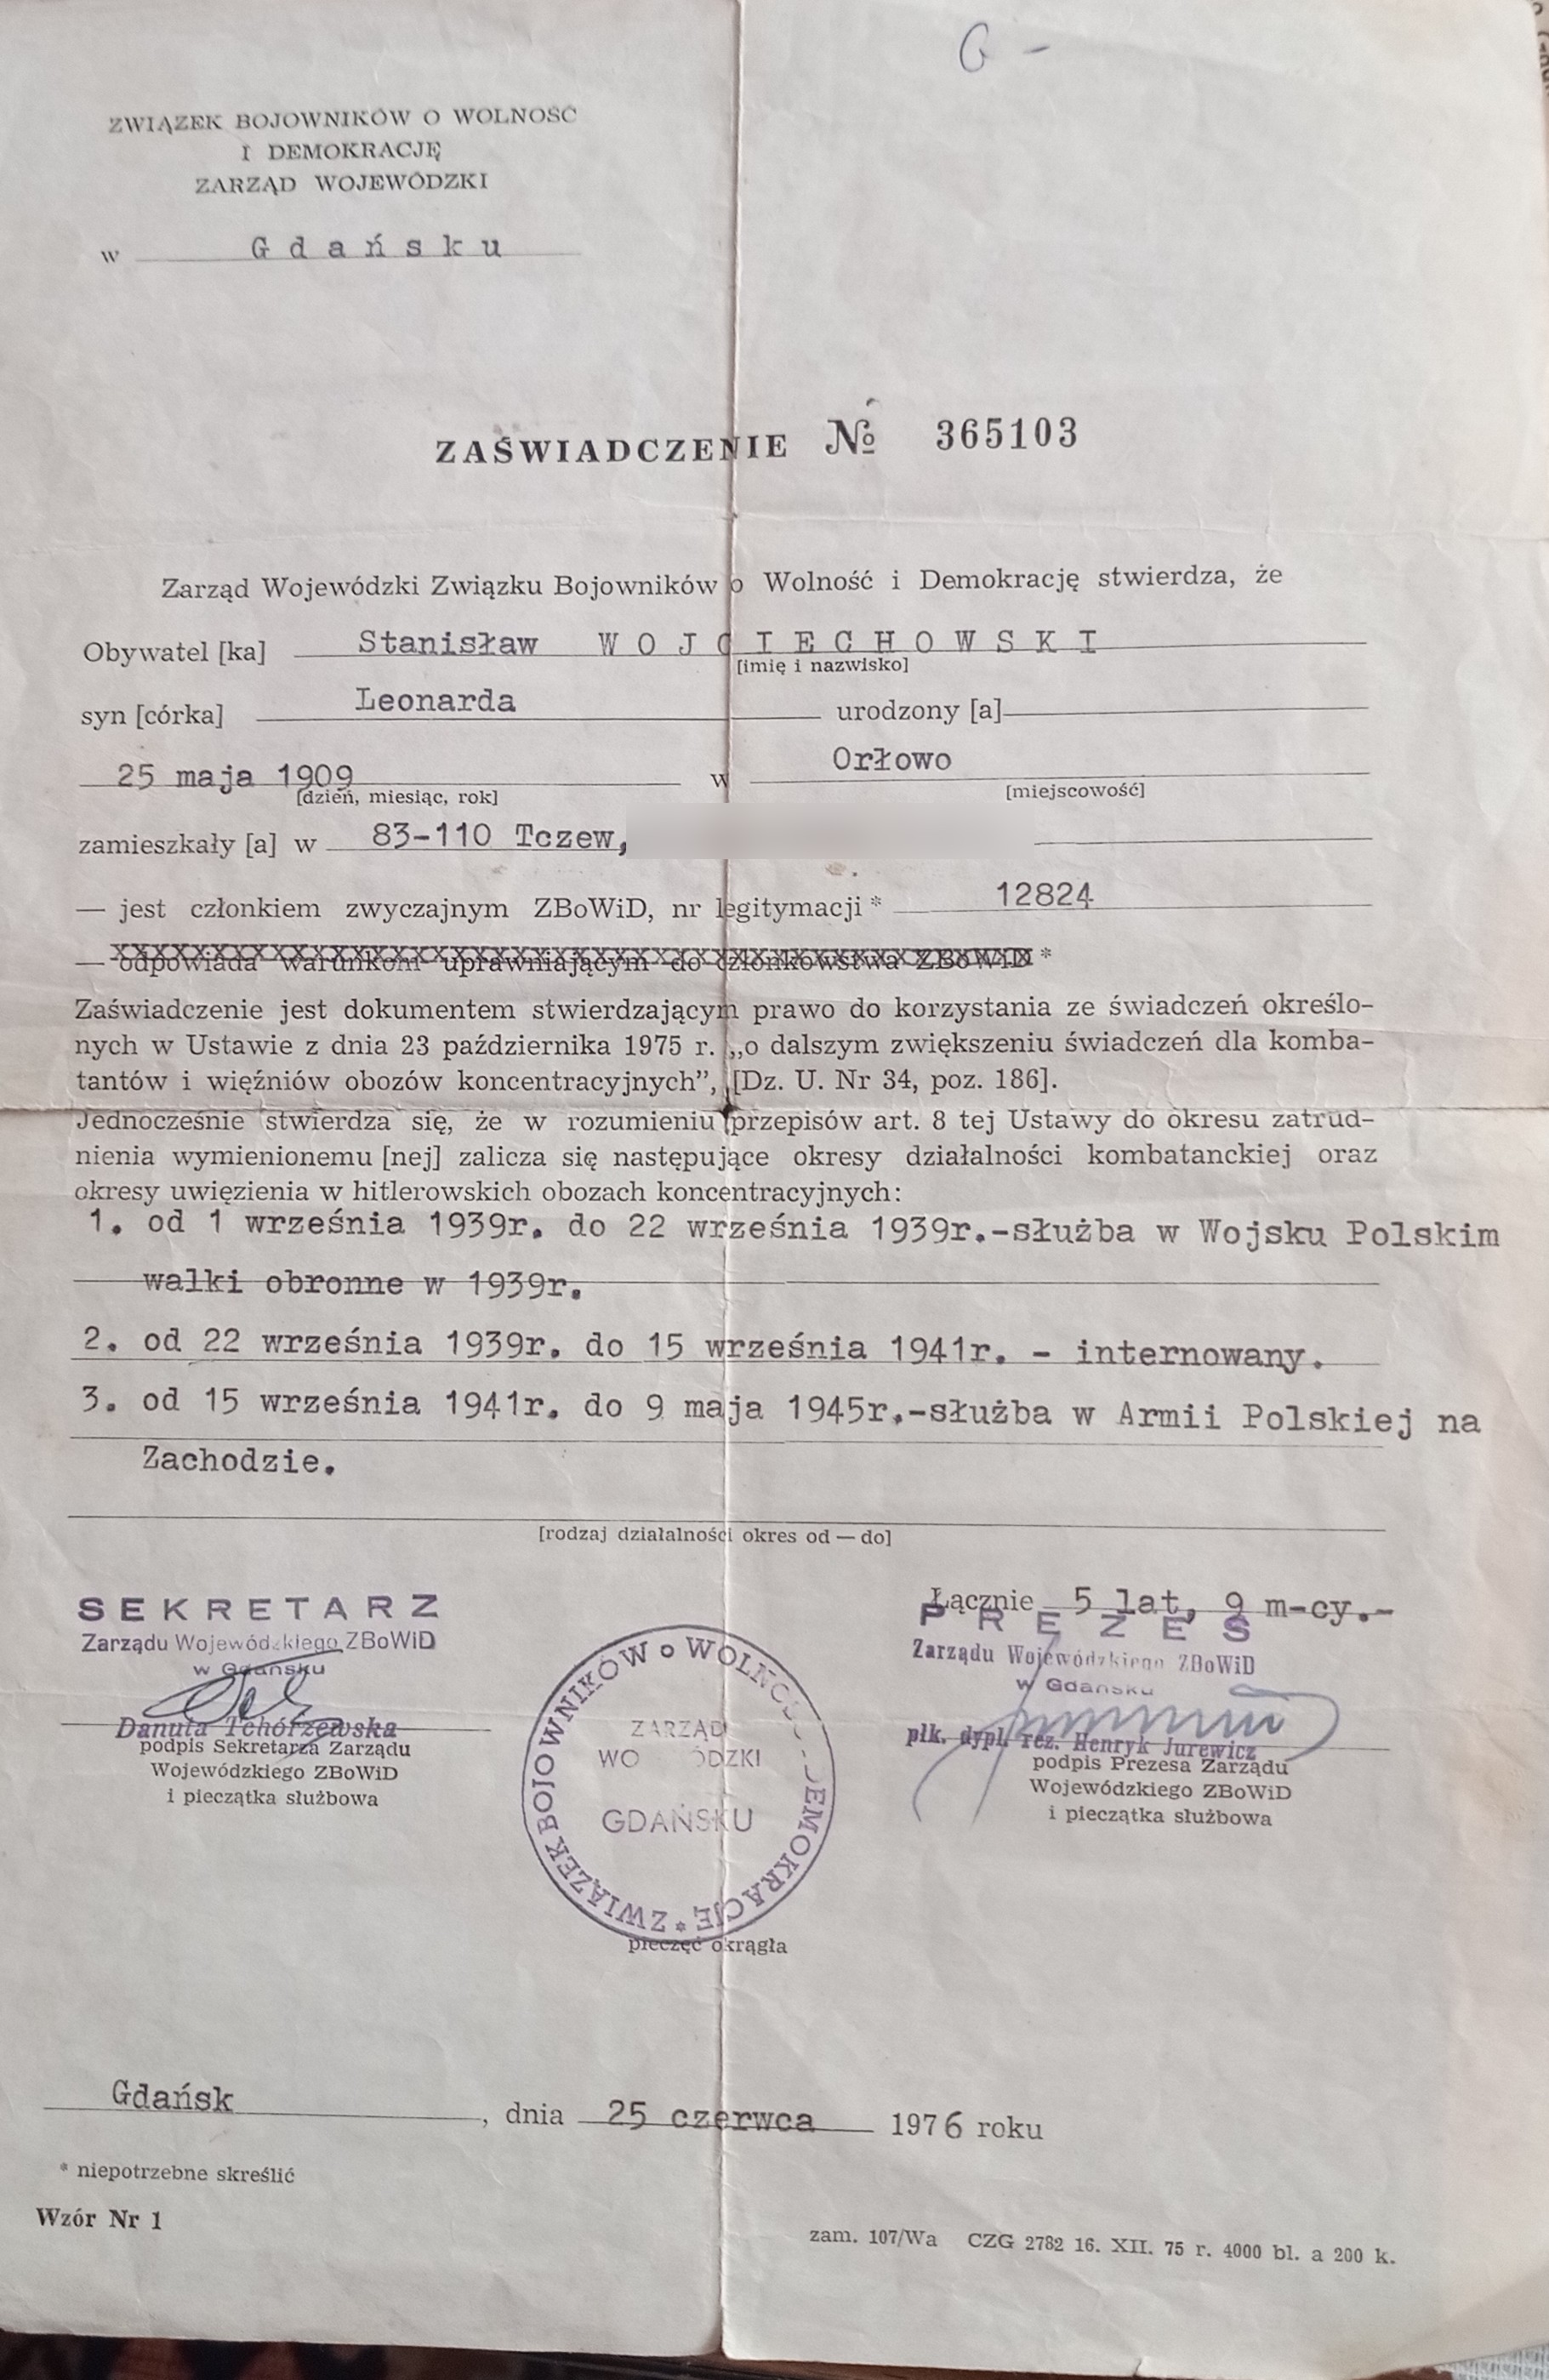 G -
ZWIĄZEK BOJOWNIKÓW O WOLNOŚĆ
I DEMOKRACJĘ
ZARZĄD WOJEWÓDZKI
w Gdańsku
ZAŚWIADCZENIE № 365103
Zarząd Wojewódzki Związku Bojowników o Wolność i Demokrację stwierdza, że
Obywatel [ka] Stanisław WOJCIECHOWSKI
[imię i nazwisko]
syn [córka] Leonarda urodzony [a]
25 maja 1909 w Orłowo
[dzień, miesiąc, rok] [miejscowość]
zamieszkały [a] w 83-110 Tczew,
— jest członkiem zwyczajnym ZBoWiD, nr legitymacji * 12824
— odpowiada warunkom uprawniającym do członkowstwa ZBoWiD *
Zaświadczenie jest dokumentem stwierdzającym prawo do korzystania ze świadczeń określo-
nych w Ustawie z dnia 23 października 1975 r. „o dalszym zwiększeniu świadczeń dla komba-
tantów i więźniów obozów koncentracyjnych”, [Dz. U. Nr 34, poz. 186].
Jednocześnie stwierdza się, że w rozumieniu przepisów art. 8 tej Ustawy do okresu zatrud-
nienia wymienionemu [nej] zalicza się następujące okresy działalności kombatanckiej oraz
okresy uwięzienia w hitlerowskich obozach koncentracyjnych:
1. od 1 września 1939r. do 22 września 1939r.-służba w Wojsku Polskim
walki obronne w 1939r.
2. od 22 września 1939r. do 15 września 1941r. - internowany.
3. od 15 września 1941r. do 9 maja 1945r.-służba w Armii Polskiej na
Zachodzie.
[rodzaj działalności okres od — do]
Łącznie 5 lat, 9 m-cy.-
SEKRETARZ
Zarządu Wojewódzkiego ZBoWiD
w Gdańsku
Danuta Tchórzewska
podpis Sekretarza Zarządu
Wojewódzkiego ZBoWiD
i pieczątka służbowa
ZWIĄZEK BOJOWNIKÓW O WOLNOŚĆ I DEMOKRACJĘ *
ZARZĄD
WOJEWÓDZKI
GDAŃSKU
pieczęć okrągła
PREZES
Zarządu Wojewódzkiego ZBoWiD
w Gdańsku
płk. dypl. rez. Henryk Jurewicz
podpis Prezesa Zarządu
Wojewódzkiego ZBoWiD
i pieczątka służbowa
Gdańsk, dnia 25 czerwca 1976 roku
* niepotrzebne skreślić
Wzór Nr 1
zam. 107/Wa CZG 2782 16. XII. 75 r. 4000 bl. a 200 k.